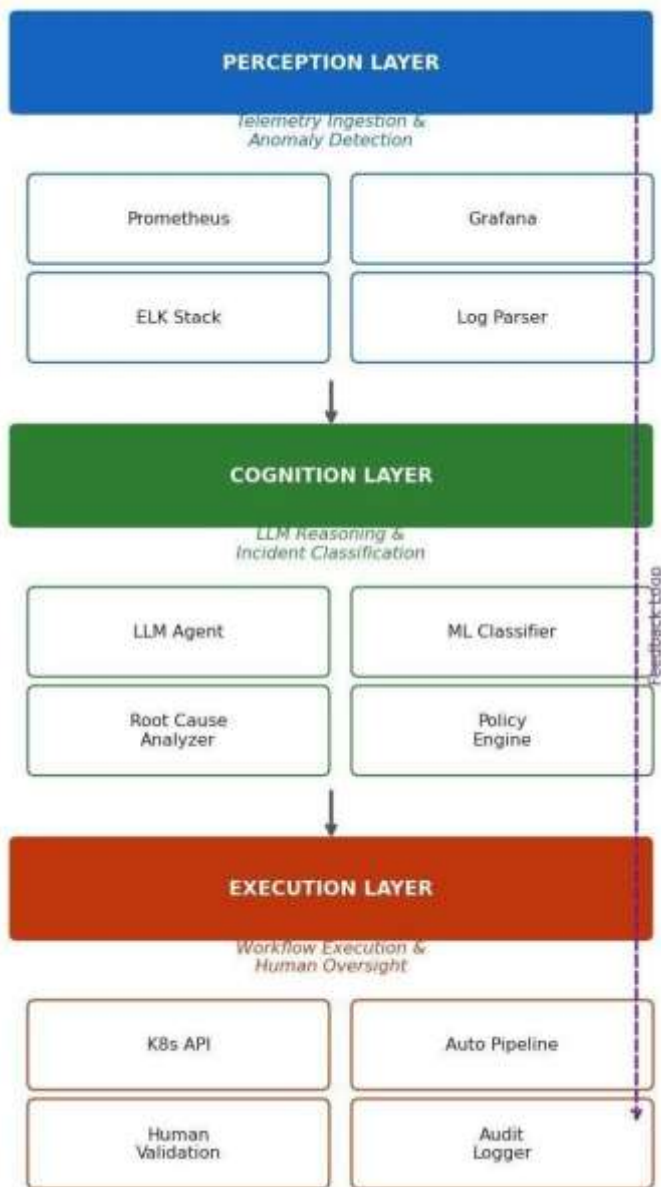 PERCEPTION LAYER
Telemetry Ingestion &
Anomaly Detection
Prometheus
Grafana
ELK Stack
Log Parser
COGNITION LAYER
LLM Reasoning &
Incident Classification
LLM Agent
ML Classifier
Feedback Loop
Root Cause
Analyzer
Policy
Engine
EXECUTION LAYER
Workflow Execution &
Human Oversight
K8s API
Auto Pipeline
Human
Validation
Audit
Logger